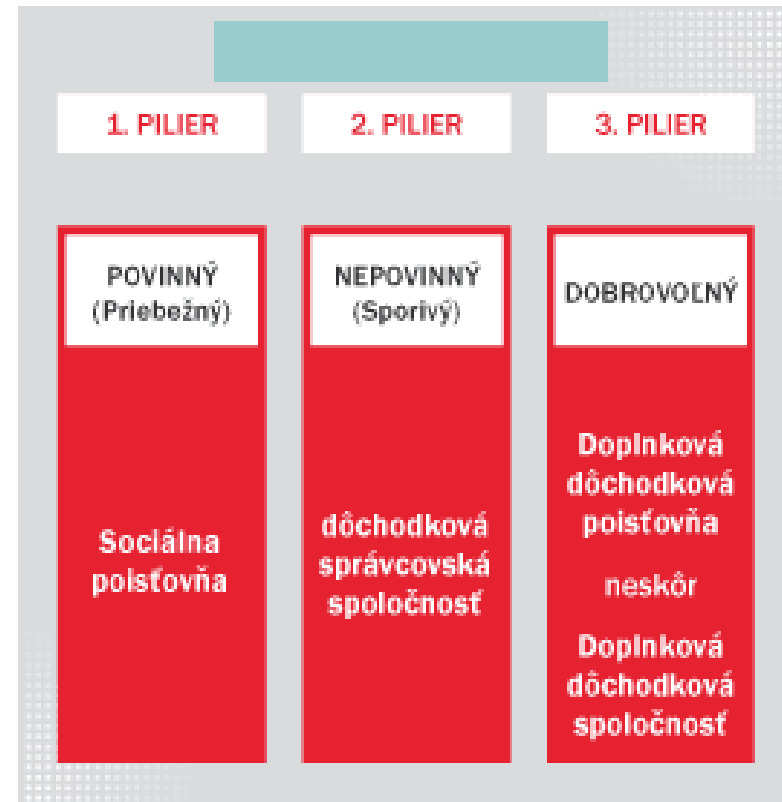 1. PILIER
2. PILIER
3. PILIER
POVINNÝ
(Priebežný)
Sociálna
poisťovňa
NEPOVINNÝ
(Sporivý)
dôchodková
správcovská
spoločnosť
DOBROVOĽNÝ
Doplnková
dôchodková
poisťovňa
neskôr
Doplnková
dôchodková
spoločnosť